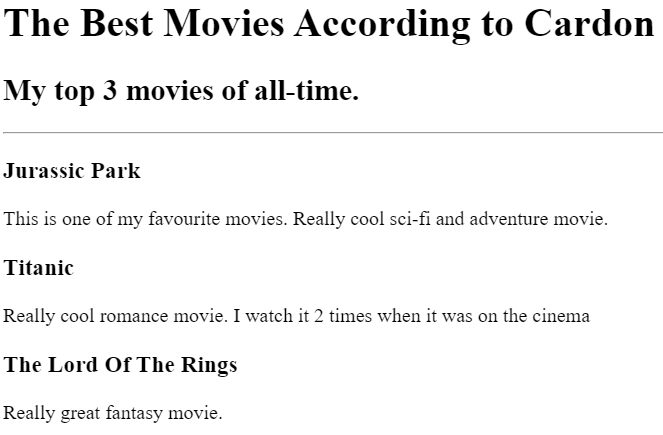 The Best Movies According to Cardon
My top 3 movies of all-time.
Jurassic Park
This is one of my favourite movies. Really cool sci-fi and adventure movie.
Titanic
Really cool romance movie. I watch it 2 times when it was on the cinema
The Lord Of The Rings
Really great fantasy movie.